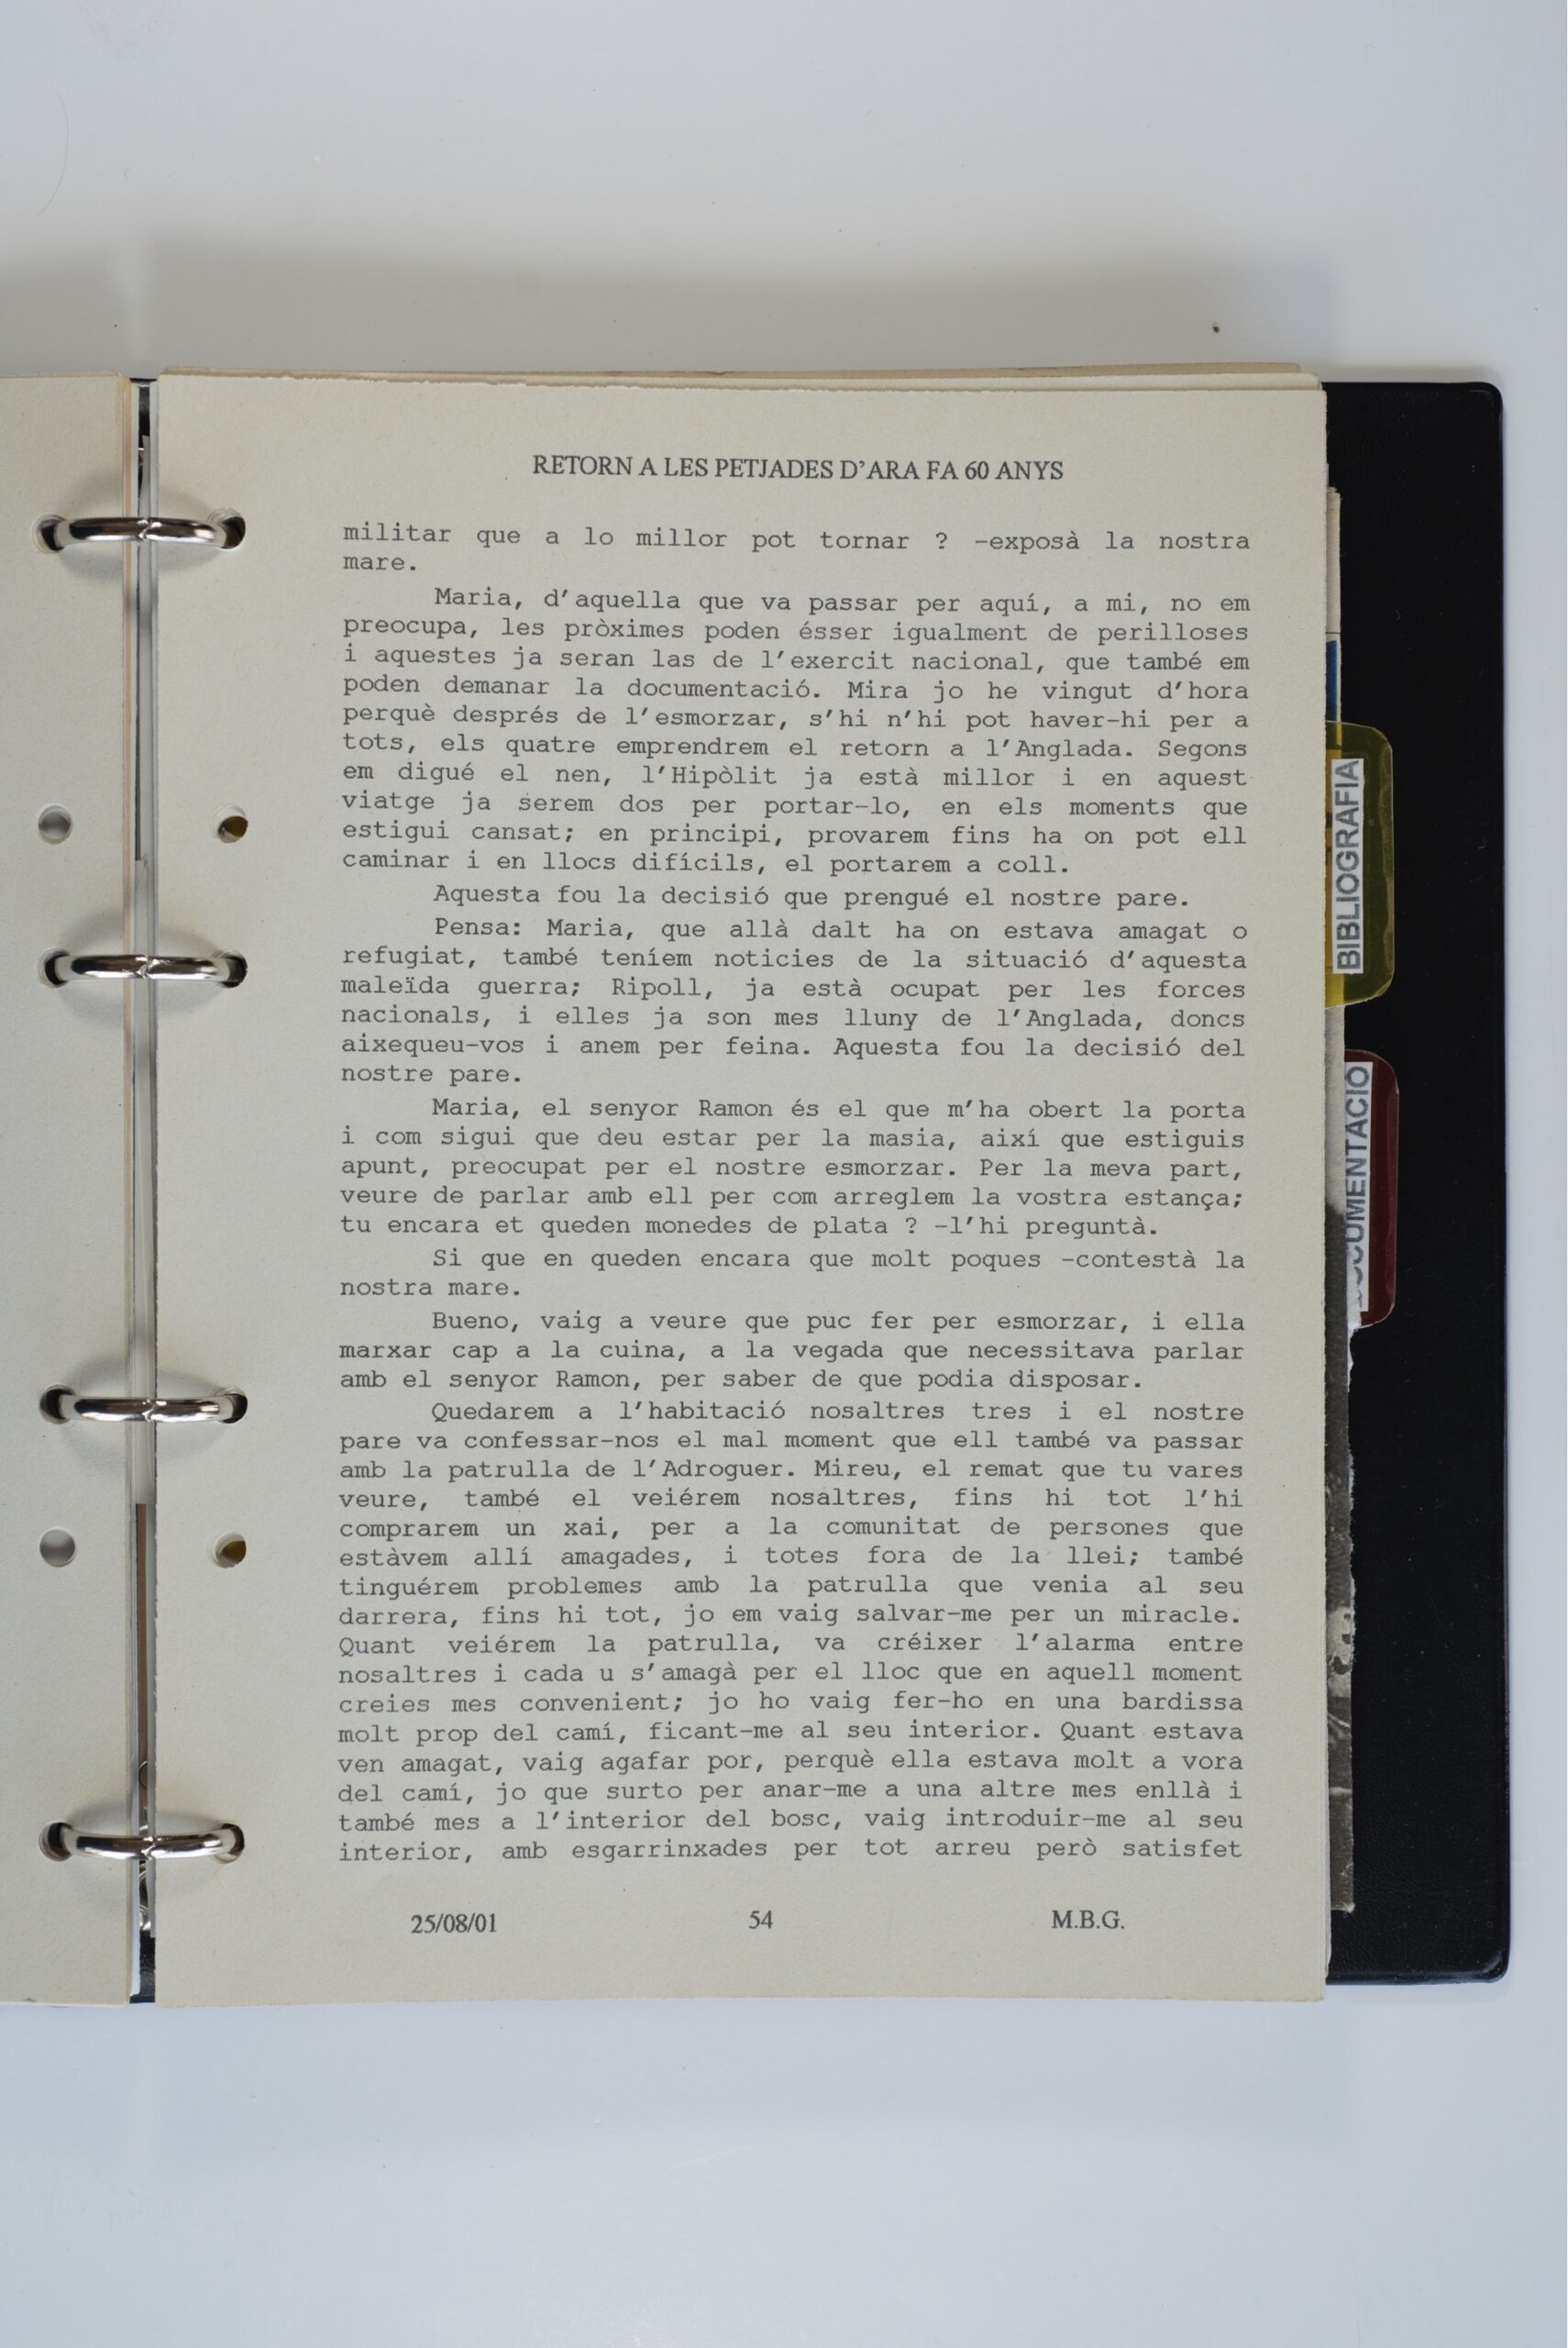 RETORN A LES PETJADES D'ARA FA 60 ANYS
militar que a lo millor pot tornar ? -exposà la nostra
mare.
Maria, d'aquella que va passar per aquí, a mi, no em
preocupa, les pròximes poden ésser igualment de perilloses
i aquestes ja seran las de l'exercit nacional, que també em
poden demanar la documentació. Mira jo he vingut d'hora
perquè després de l'esmorzar, s'hi n'hi pot haver-hi per a
tots, els quatre emprendrem el retorn a l'Anglada. Segons
em digué el nen, l'Hipòlit ja està millor i en aquest
viatge ja serem dos per portar-lo, en els moments que
estigui cansat; en principi, provarem fins ha on pot ell
caminar i en llocs difícils, el portarem a coll.
Aquesta fou la decisió que prengué el nostre pare.
Pensa: Maria, que allà dalt ha on estava amagat o
refugiat, també teníem noticies de la situació d'aquesta
maleïda guerra; Ripoll, ja està ocupat per les forces
nacionals, i elles ja son mes lluny de l'Anglada, doncs
aixequeu-vos i anem per feina. Aquesta fou la decisió del
nostre pare.
Maria, el senyor Ramon és el que m'ha obert la porta
i com sigui que deu estar per la masia, així que estiguis
apunt, preocupat per el nostre esmorzar. Per la meva part,
veure de parlar amb ell per com arreglem la vostra estança;
tu encara et queden monedes de plata ? -l'hi preguntà.
Si que en queden encara que molt poques -contestà la
nostra mare.
Bueno, vaig a veure que puc fer per esmorzar, i ella
marxar cap a la cuina, a la vegada que necessitava parlar
amb el senyor Ramon, per saber de que podia disposar.
Quedarem a l'habitació nosaltres tres i el nostre
pare va confessar-nos el mal moment que ell també va passar
amb la patrulla de l'Adroguer. Mireu, el remat que tu vares
veure, també el veiérem nosaltres, fins hi tot l'hi
comprarem un xai, per a la comunitat de persones que
estàvem allí amagades, i totes fora de la llei; també
tinguérem problemes amb la patrulla que venia al seu
darrera, fins hi tot, jo em vaig salvar-me per un miracle.
Quant veiérem la patrulla, va créixer l'alarma entre
nosaltres i cada u s'amagà per el lloc que en aquell moment
creies mes convenient; jo ho vaig fer-ho en una bardissa
molt prop del camí, ficant-me al seu interior. Quant estava
ven amagat, vaig agafar por, perquè ella estava molt a vora
del camí, jo que surto per anar-me a una altre mes enllà i
també mes a l'interior del bosc, vaig introduir-me al seu
interior, amb esgarrinxades per tot arreu però satisfet
25/08/01 54 M.B.G.
BIBLIOGRAFIA